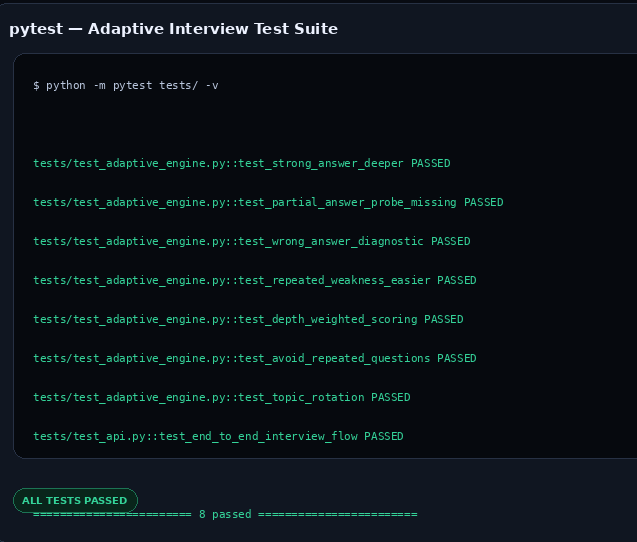 pytest — Adaptive Interview Test Suite
$ python -m pytest tests/ -v
tests/test_adaptive_engine.py::test_strong_answer_deeper PASSED
tests/test_adaptive_engine.py::test_partial_answer_probe_missing PASSED
tests/test_adaptive_engine.py::test_wrong_answer_diagnostic PASSED
tests/test_adaptive_engine.py::test_repeated_weakness_easier PASSED
tests/test_adaptive_engine.py::test_depth_weighted_scoring PASSED
tests/test_adaptive_engine.py::test_avoid_repeated_questions PASSED
tests/test_adaptive_engine.py::test_topic_rotation PASSED
tests/test_api.py::test_end_to_end_interview_flow PASSED
ALL TESTS PASSED
======================== 8 passed ========================